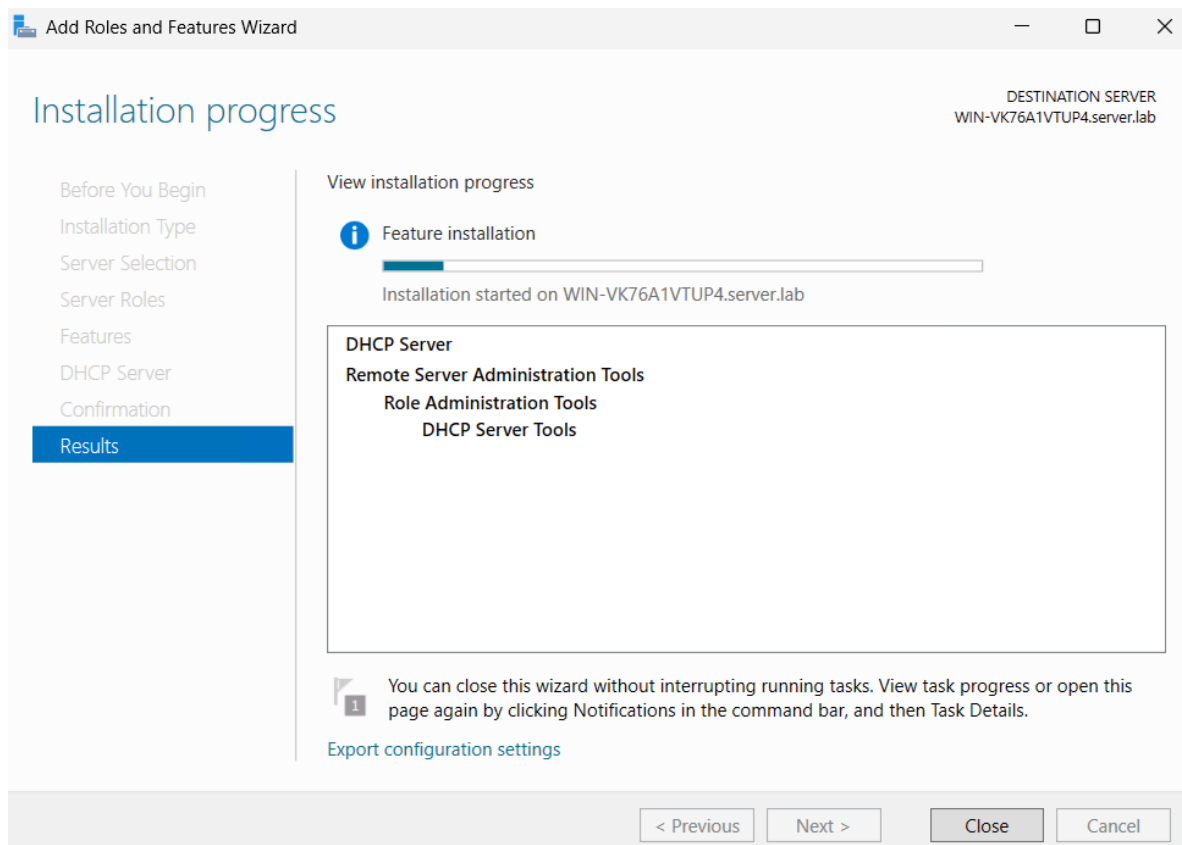 Add Roles and Features Wizard
Installation progress
DESTINATION SERVER
WIN-VK76A1VTUP4.server.lab
Before You Begin
Installation Type
Server Selection
Server Roles
Features
DHCP Server
Confirmation
Results
View installation progress
Feature installation
Installation started on WIN-VK76A1VTUP4.server.lab
DHCP Server
Remote Server Administration Tools
Role Administration Tools
DHCP Server Tools
1
You can close this wizard without interrupting running tasks. View task progress or open this
page again by clicking Notifications in the command bar, and then Task Details.
Export configuration settings
< Previous
Next >
Close
Cancel